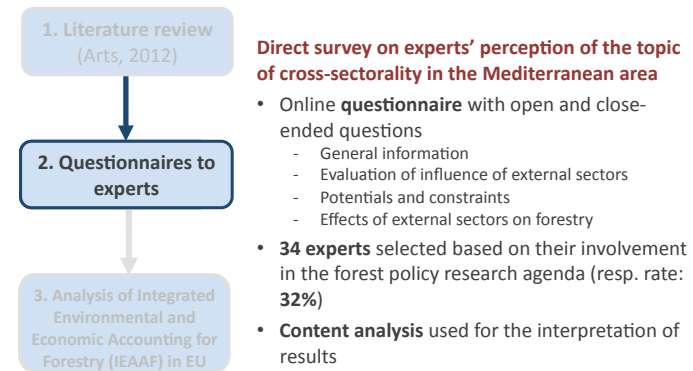 1. Literature review
(Arts, 2012)
2. Questionnaires to
experts
3. Analysis of Integrated
Environmental and
Economic Accounting for
Forestry (IEAAF) in EU
Direct survey on experts’ perception of the topic
of cross-sectorality in the Mediterranean area
• Online questionnaire with open and close-
ended questions
- General information
- Evaluation of influence of external sectors
- Potentials and constraints
- Effects of external sectors on forestry
• 34 experts selected based on their involvement
in the forest policy research agenda (resp. rate:
32%)
• Content analysis used for the interpretation of
results